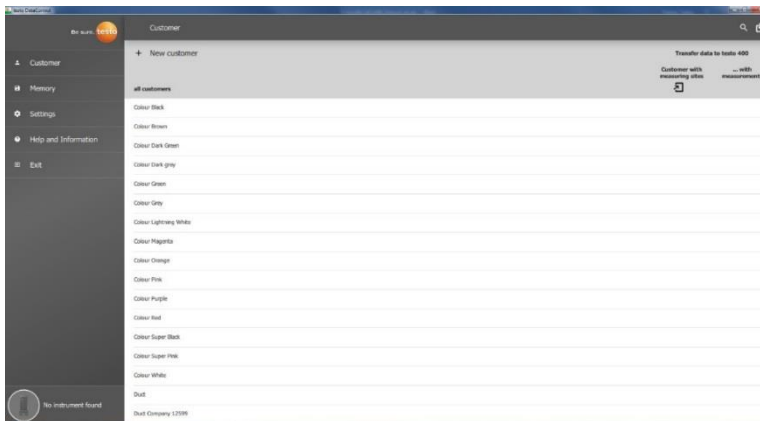 testo DataControl
Be sure. testo
Customer
Customer
Memory
Settings
Help and Information
Exit
No instrument found
+ New customer
Transfer data to testo 400
Customer with
measuring sites
... with
measurement
all customers
Colour Black
Colour Brown
Colour Dark Green
Colour Dark grey
Colour Green
Colour Grey
Colour Lightning White
Colour Magenta
Colour Orange
Colour Pink
Colour Purple
Colour Red
Colour Super Black
Colour Super Pink
Colour White
Duct
Duct Company 12599